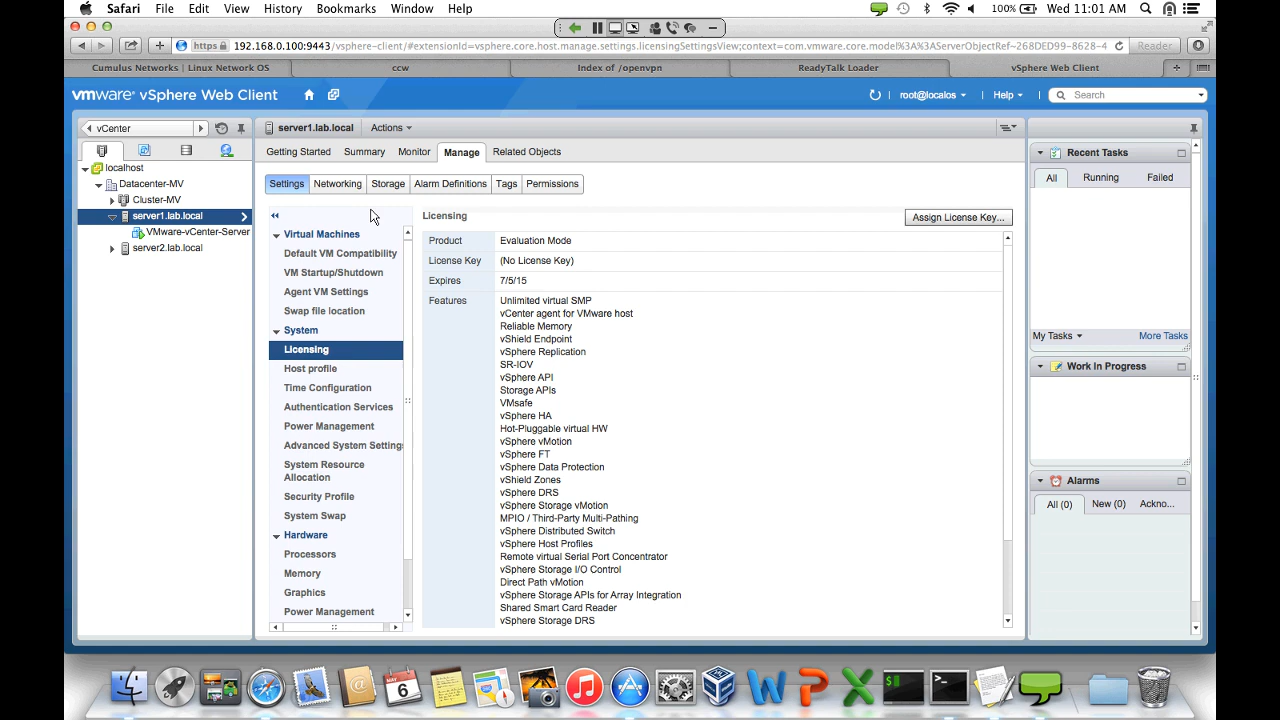 Safari File Edit View History Bookmarks Window Help 100% Wed 11:01 AM
https 192.168.0.100:9443/vsphere-client/#extensionId=vsphere.core.host.manage.settings.licensingSettingsView;context=com.vmware.core.model%3A%3AServerObjectRef~268DED99-8628-4 Reader
Cumulus Networks | Linux Network OS ccw Index of /openvpn ReadyTalk Loader vSphere Web Client
vmware® vSphere Web Client root@localos Help Search
vCenter
localhost
Datacenter-MV
Cluster-MV
server1.lab.local
VMware-vCenter-Server
server2.lab.local
server1.lab.local Actions
Getting Started Summary Monitor Manage Related Objects
Settings Networking Storage Alarm Definitions Tags Permissions
Virtual Machines
Default VM Compatibility
VM Startup/Shutdown
Agent VM Settings
Swap file location
System
Licensing
Host profile
Time Configuration
Authentication Services
Power Management
Advanced System Settings
System Resource
Allocation
Security Profile
System Swap
Hardware
Processors
Memory
Graphics
Power Management
Licensing Assign License Key...
Product Evaluation Mode
License Key (No License Key)
Expires 7/5/15
Features Unlimited virtual SMP
vCenter agent for VMware host
Reliable Memory
vShield Endpoint
vSphere Replication
SR-IOV
vSphere API
Storage APIs
VMsafe
vSphere HA
Hot-Pluggable virtual HW
vSphere vMotion
vSphere FT
vSphere Data Protection
vShield Zones
vSphere DRS
vSphere Storage vMotion
MPIO / Third-Party Multi-Pathing
vSphere Distributed Switch
vSphere Host Profiles
Remote virtual Serial Port Concentrator
vSphere Storage I/O Control
Direct Path vMotion
vSphere Storage APIs for Array Integration
Shared Smart Card Reader
vSphere Storage DRS
Recent Tasks
All Running Failed
My Tasks More Tasks
Work In Progress
Alarms
All (0) New (0) Ackno...
MAY
6